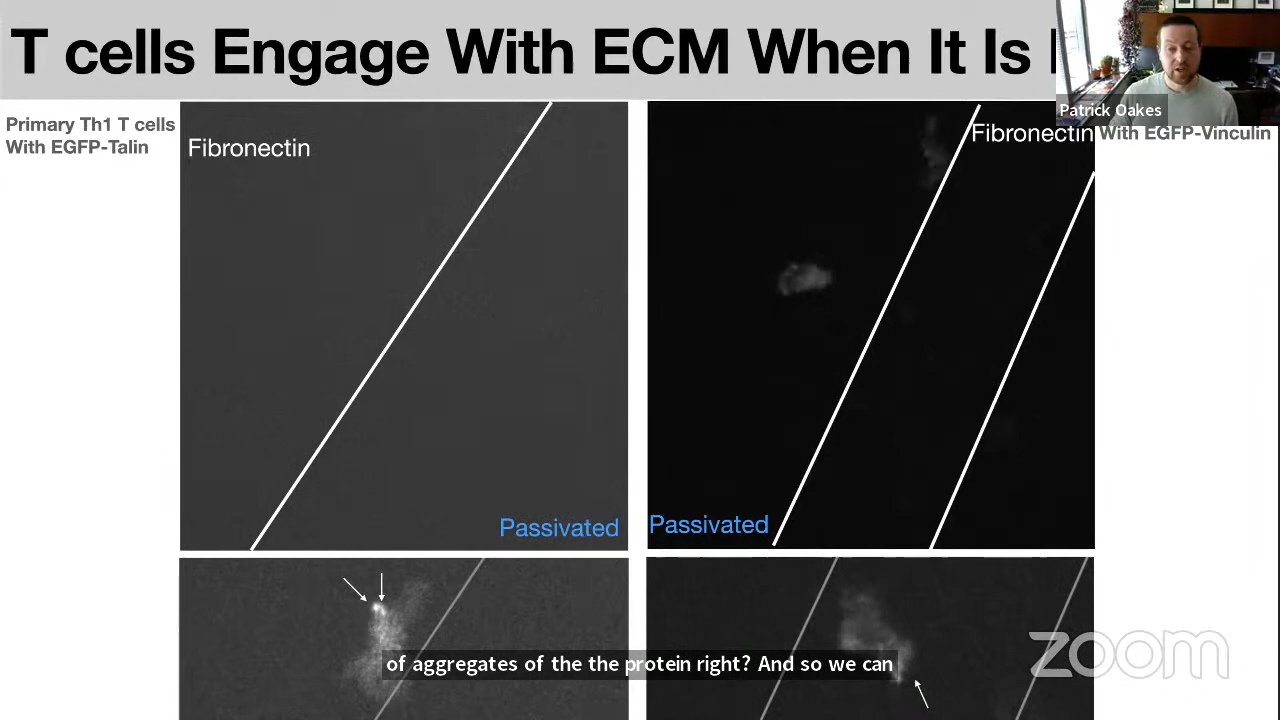 T cells Engage With ECM When It Is
Patrick Oakes
Primary Th1 T cells
With EGFP-Talin
Fibronectin
Fibronectin
With EGFP-Vinculin
Passivated
Passivated
of aggregates of the the protein right? And so we can
zoom